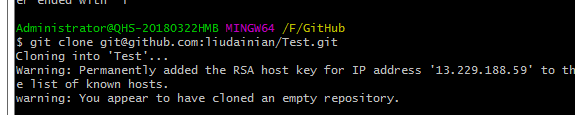 er ended with '
Administrator@QHS-20180322HMB MINGW64 /F/GitHub
$ git clone git@github.com:liudainian/Test.git
Cloning into 'Test'...
Warning: Permanently added the RSA host key for IP address '13.229.188.59' to th
e list of known hosts.
warning: You appear to have cloned an empty repository.